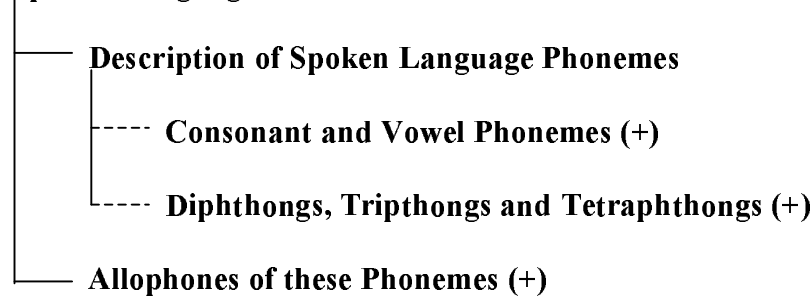 Description of Spoken Language Phonemes
Consonant and Vowel Phonemes (+)
Diphthongs, Tripthongs and Tetraphthongs (+)
Allophones of these Phonemes (+)